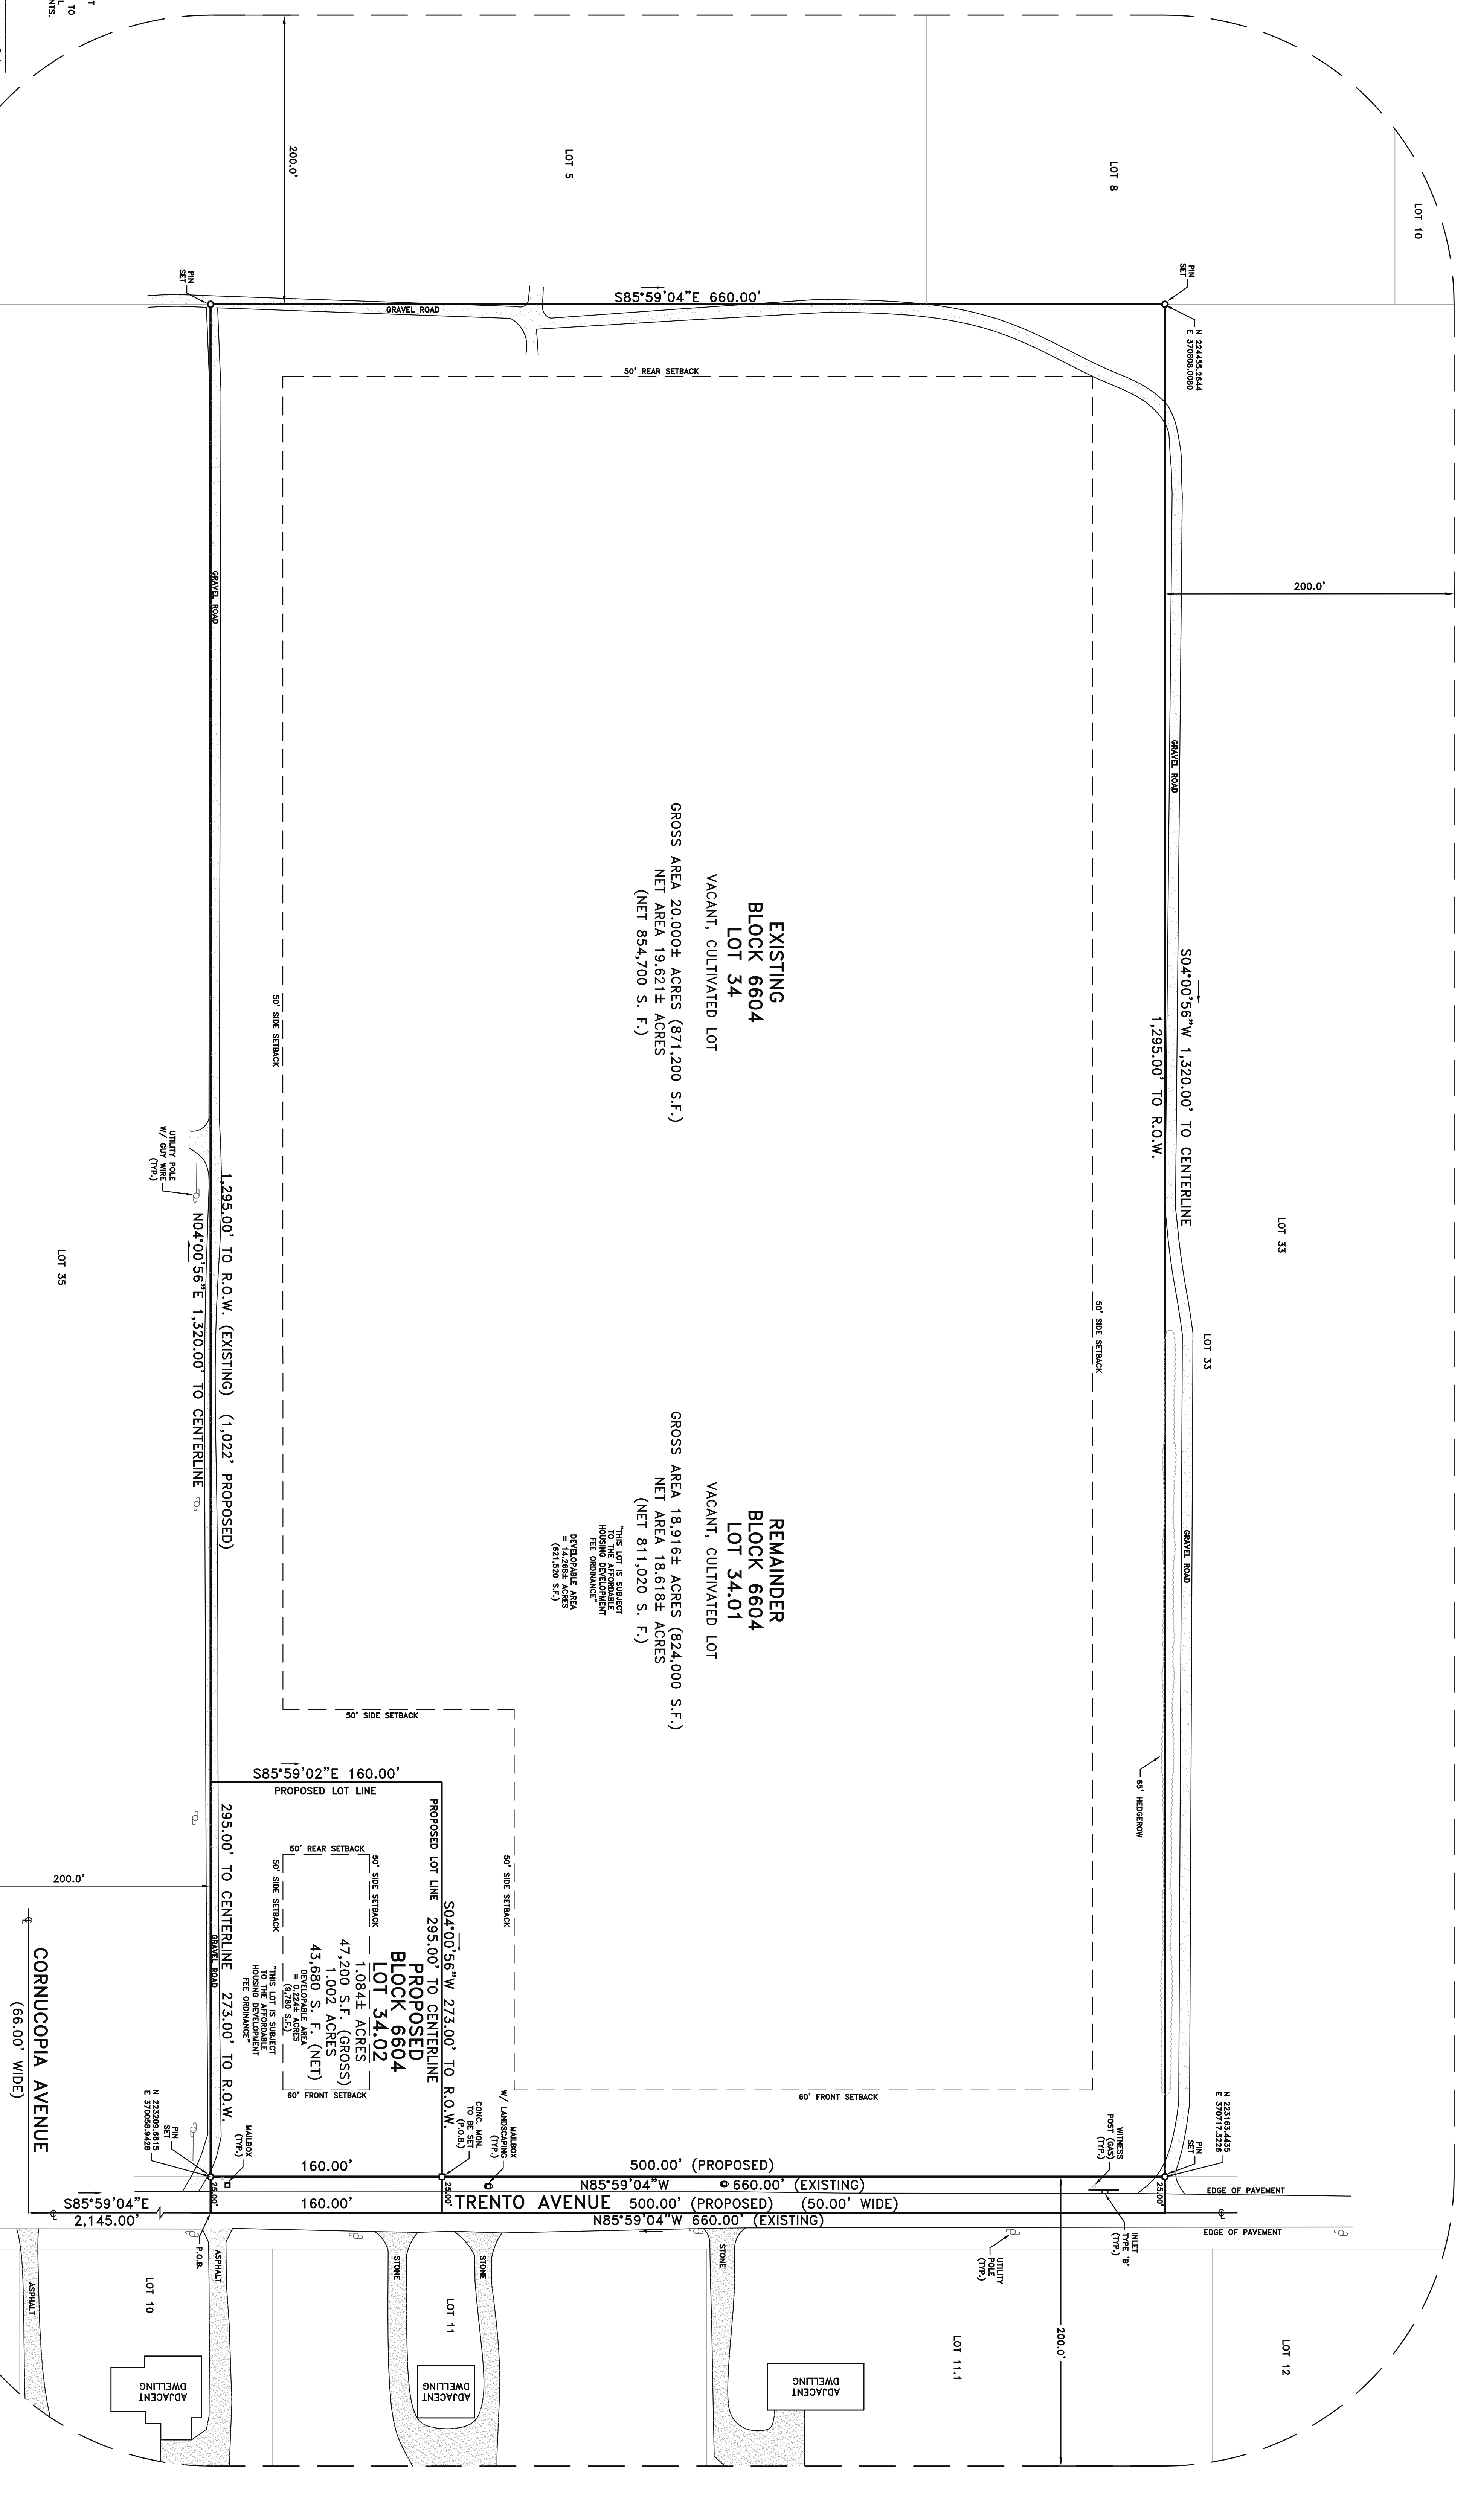 NTS.
LOT 5
LOT 8
LOT 10
200.0'
PIN
SET
PIN
SET
N 224455.2644
E 370808.0080
S85°59'04"E 660.00'
GRAVEL ROAD
50' REAR SETBACK
200.0'
GRAVEL ROAD
GRAVEL ROAD
EXISTING
BLOCK 6604
LOT 34
VACANT, CULTIVATED LOT
GROSS AREA 20.000± ACRES (871,200 S.F.)
NET AREA 19.621± ACRES
(NET 854,700 S. F.)
S04°00'56"W 1,320.00' TO CENTERLINE
1,295.00' TO R.O.W.
50' SIDE SETBACK
UTILITY POLE
W/ GUY WIRE
(TYP.)
N04°00'56"E 1,320.00' TO CENTERLINE
1,295.00' TO R.O.W. (EXISTING) (1,022' PROPOSED)
LOT 35
LOT 33
LOT 33
50' SIDE SETBACK
REMAINDER
BLOCK 6604
LOT 34.01
VACANT, CULTIVATED LOT
GROSS AREA 18,916± ACRES (824,000 S.F.)
NET AREA 18.618± ACRES
(NET 811,020 S. F.)
"THIS LOT IS SUBJECT
TO THE AFFORDABLE
HOUSING DEVELOPMENT
FEE ORDINANCE"
DEVELOPABLE AREA
= 14.268± ACRES
(621,520 S.F.)
GRAVEL ROAD
65' HEDGEROW
50' SIDE SETBACK
S85°59'02"E 160.00'
PROPOSED LOT LINE
PROPOSED LOT LINE 295.00' TO CENTERLINE
S04°00'56"W 273.00' TO R.O.W.
50' SIDE SETBACK
50' REAR SETBACK
50' SIDE SETBACK
50' SIDE SETBACK
60' FRONT SETBACK
60' FRONT SETBACK
PROPOSED
BLOCK 6604
LOT 34.02
1.084± ACRES
47,200 S.F. (GROSS)
1.002 ACRES
43,680 S. F. (NET)
DEVELOPABLE AREA
= 0.224± ACRES
(9,780 S.F.)
"THIS LOT IS SUBJECT
TO THE AFFORDABLE
HOUSING DEVELOPMENT
FEE ORDINANCE"
295.00' TO CENTERLINE 273.00' TO R.O.W.
GRAVEL ROAD
200.0'
CORNUCOPIA AVENUE
(66.00' WIDE)
N 223209.6615
E 370058.9428
PIN
SET
MAILBOX
(TYP.)
CONC. MON.
TO BE SET
(P.O.B.)
MAILBOX
W/ LANDSCAPING
(TYP.)
WITNESS
POST (GAS)
(TYP.)
N 223163.4435
E 370717.3226
PIN
SET
160.00'
500.00' (PROPOSED)
N85°59'04"W 660.00' (EXISTING)
25.00'
25.00'
25.00'
EDGE OF PAVEMENT
160.00'
TRENTO AVENUE 500.00' (PROPOSED) (50.00' WIDE)
S85°59'04"E
2,145.00'
N85°59'04"W 660.00' (EXISTING)
EDGE OF PAVEMENT
P.O.B.
INLET
TYPE 'B'
(TYP.)
UTILITY
POLE
(TYP.)
ASPHALT
ASPHALT
STONE
STONE
STONE
LOT 10
LOT 11
LOT 11.1
LOT 12
200.0'
ADJACENT
DWELLING
ADJACENT
DWELLING
ADJACENT
DWELLING